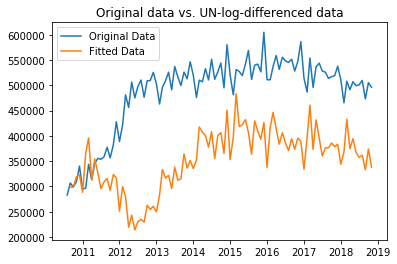 Original data vs. UN-log-differenced data
Original Data
Fitted Data
600000
550000
500000
450000
400000
350000
300000
250000
200000
2011 2012 2013 2014 2015 2016 2017 2018 2019